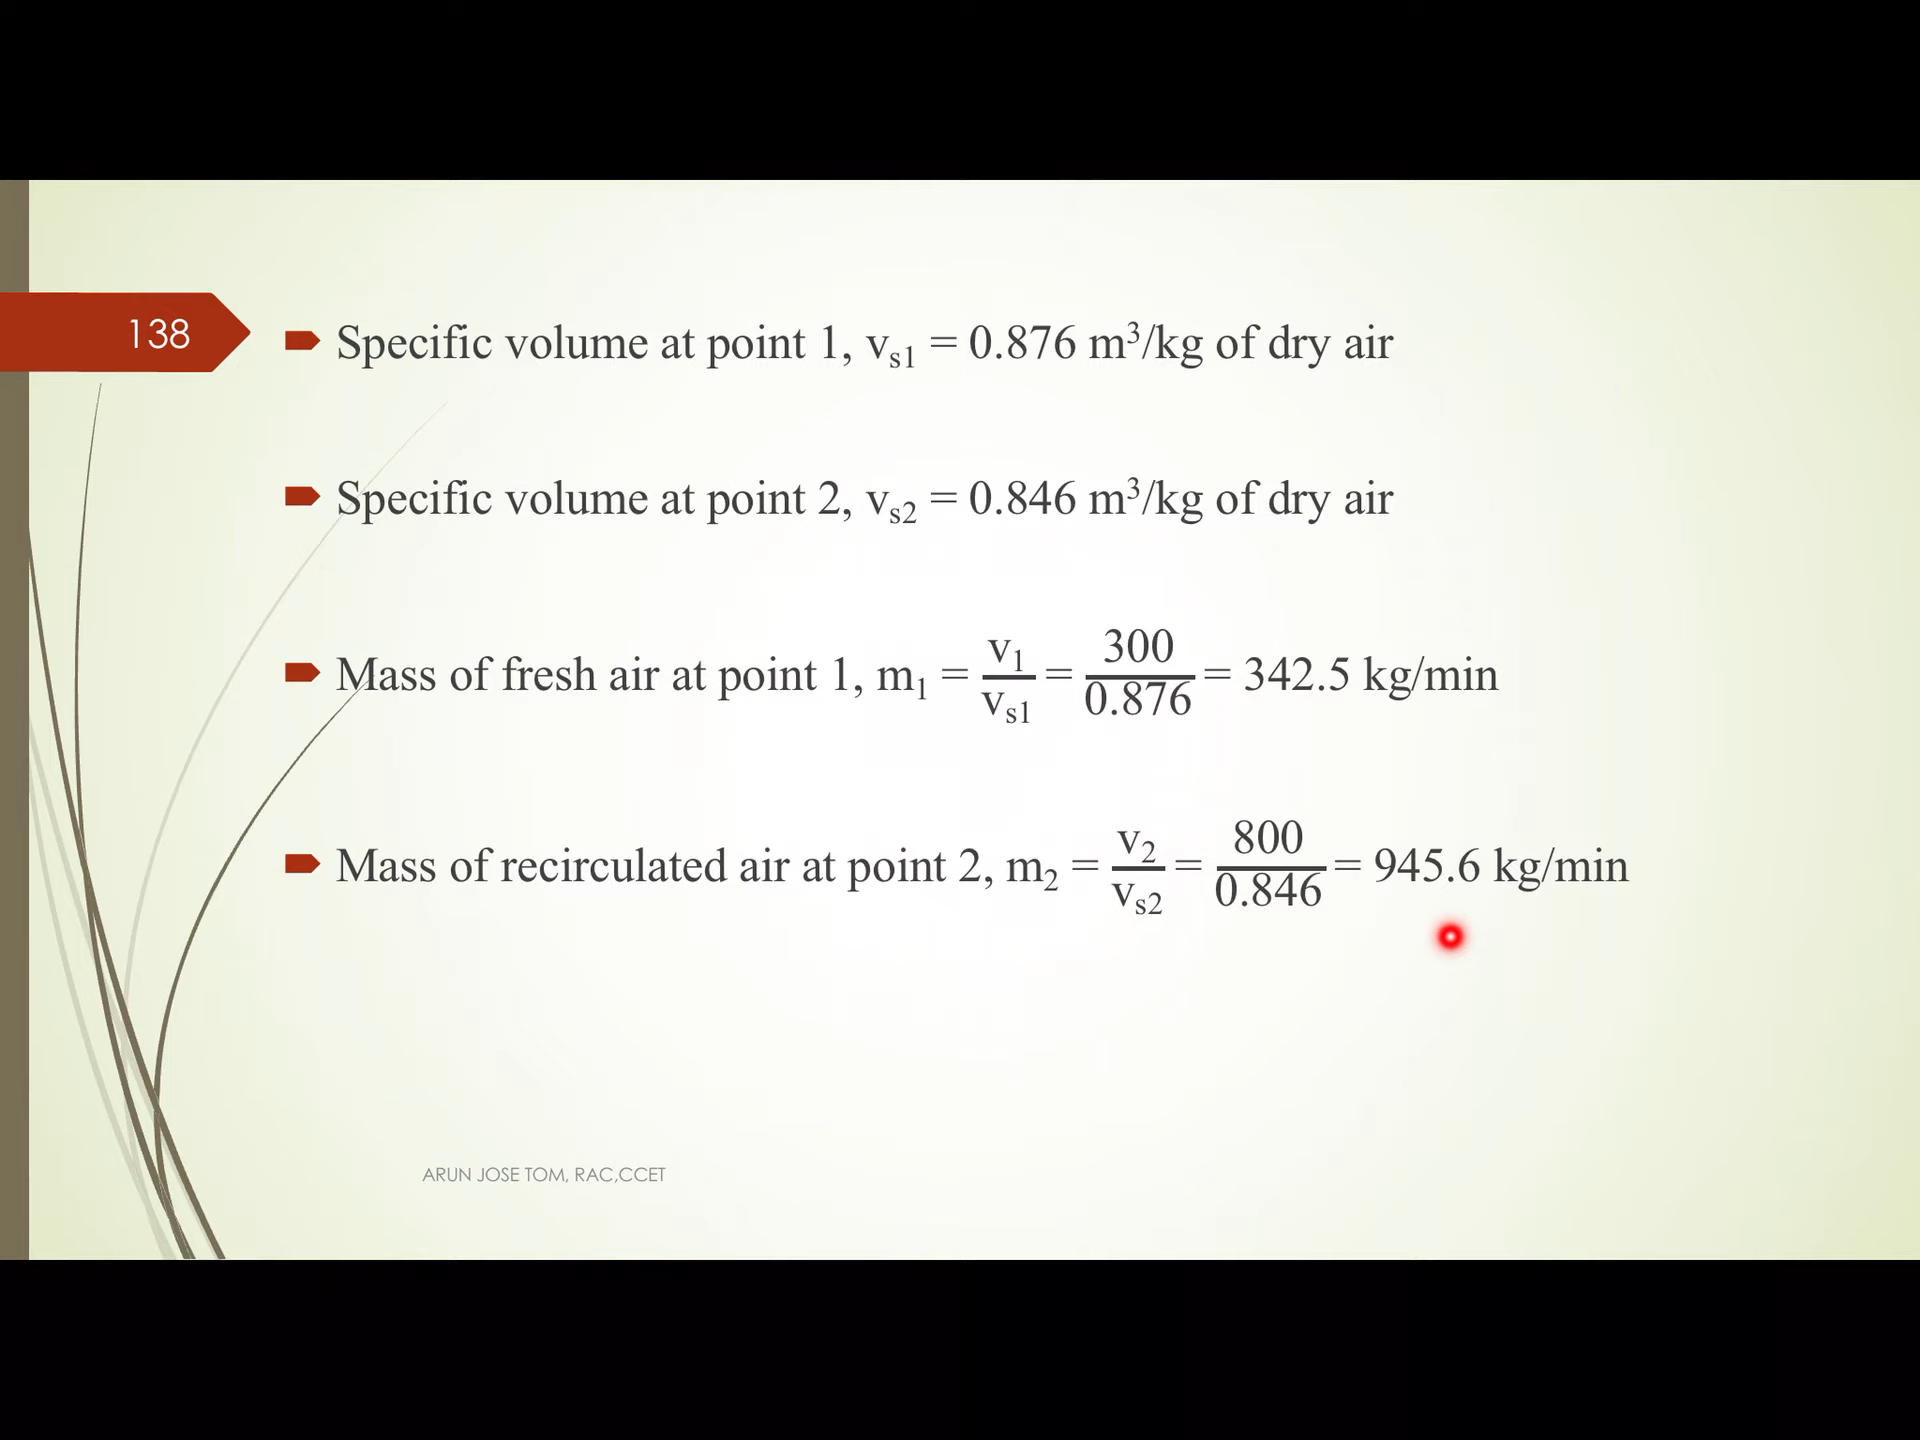 138
Specific volume at point 1, vs1 = 0.876 m³/kg of dry air
Specific volume at point 2, vs2 = 0.846 m³/kg of dry air
Mass of fresh air at point 1, m1 = v1/vs1 = 300/0.876 = 342.5 kg/min
Mass of recirculated air at point 2, m2 = v2/vs2 = 800/0.846 = 945.6 kg/min
ARUN JOSE TOM, RAC,CCET